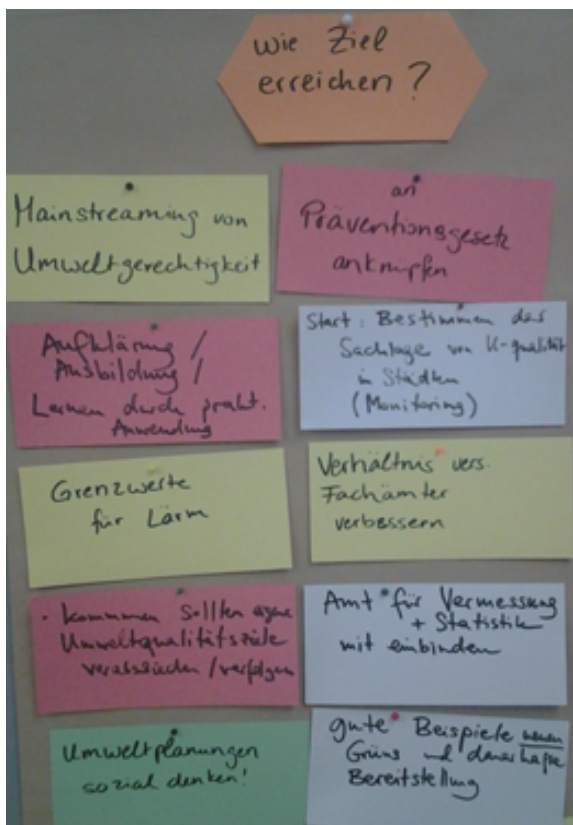 Wie Ziel
erreichen?
Mainstreaming von
Umweltgerechtigkeit
an
Präventionsgesetz
anknüpfen
Aufklärung /
Ausbildung /
Lernen durch prakt.
Anwendung
Start: Bestimmen der
Sachlage von K-qualität
in Städten
(Monitoring)
Grenzwerte
für Lärm
Verhältnis vers.
Fachämter
verbessern
· Kommunen sollten eigene
Umweltqualitätsziele
verabschieden / verfolgen
Amt für Vermessung
+ Statistik
mit einbinden
Umweltplanungen
sozial denken!
gute Beispiele neuen
Grüns und dauerhafte
Bereitstellung